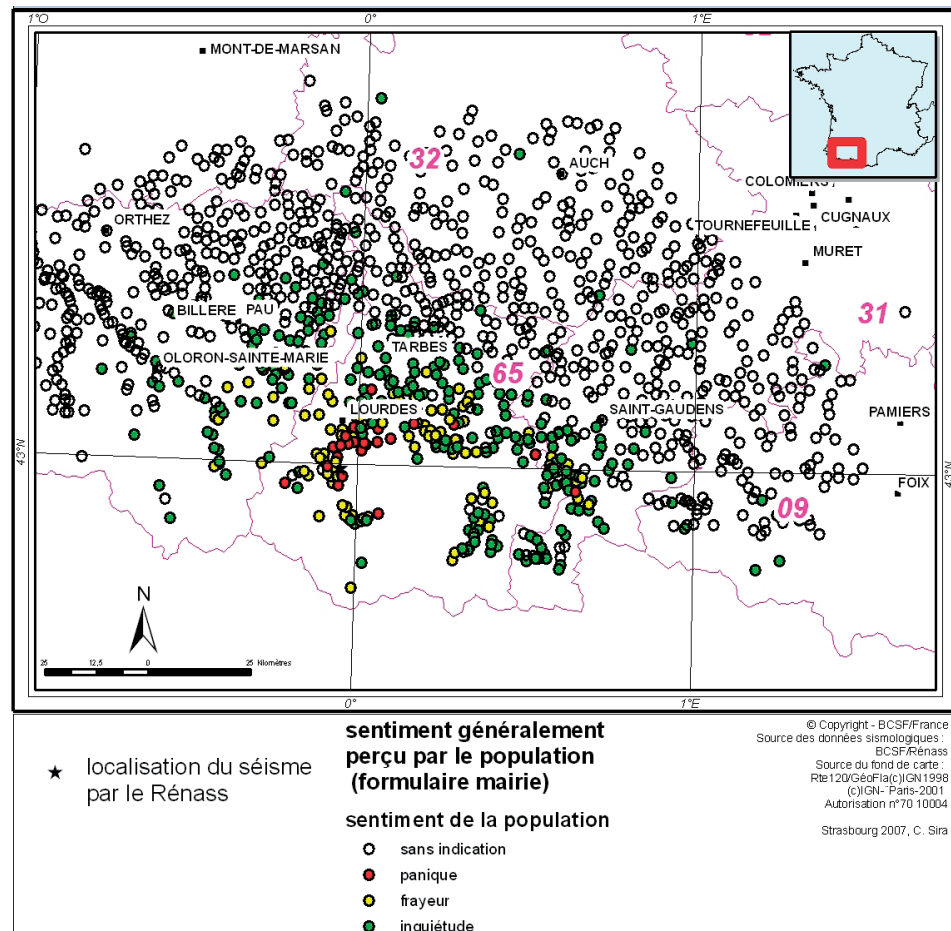 1°O
0°
1°E
MONT-DE-MARSAN
32
AUCH
COLOMIERS
ORTHEZ
TOURNEFEUILLE
CUGNAUX
MURET
BILLERE
PAU
31
TARBES
OLORON-SAINTE-MARIE
65
LOURDES
SAINT-GAUDENS
PAMIERS
43°N
43°N
FOIX
09
N
25
12,5
0
25
Kilomètres
0°
1°E
★ localisation du séisme
par le Rénass
sentiment généralement
perçu par le population
(formulaire mairie)
sentiment de la population
sans indication
panique
frayeur
inquiétude
© Copyright - BCSF/France
Source des données sismologiques :
BCSF/Rénass
Source du fond de carte :
Rte120/GéoFla(c)IGN1998
(c)IGN-Paris-2001
Autorisation n°70 10004
Strasbourg 2007, C. Sira